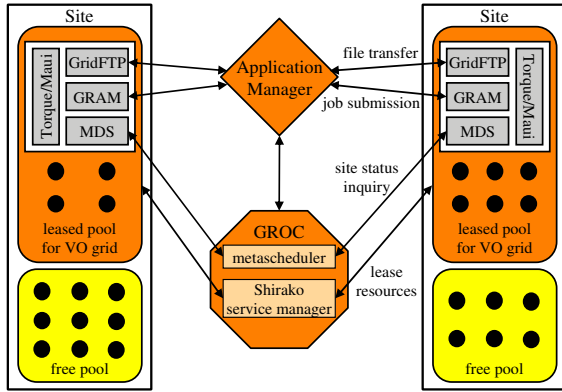 Site
Torque/Maui
GridFTP
GRAM
MDS
leased pool
for VO grid
free pool
Application
Manager
file transfer
job submission
site status
inquiry
GROC
metascheduler
Shirako
service manager
lease
resources
Site
GridFTP
GRAM
MDS
Torque/Maui
leased pool
for VO grid
free pool